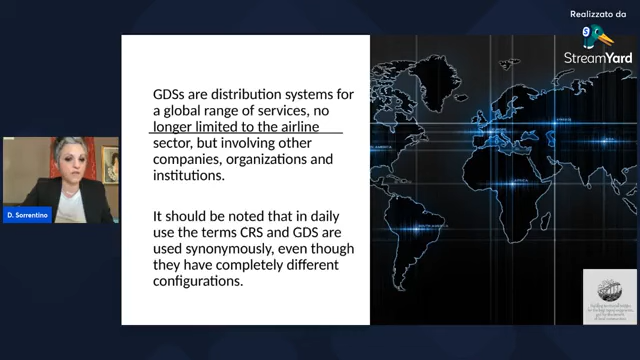 Realizzato da
StreamYard
GDSs are distribution systems for
a global range of services, no
longer limited to the airline
sector, but involving other
companies, organizations and
institutions.
It should be noted that in daily
use the terms CRS and GDS are
used synonymously, even though
they have completely different
configurations.
D. Sorrentino